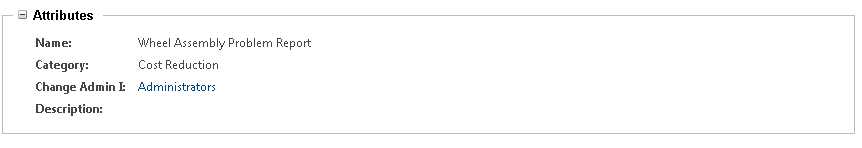 Attributes
Name: Wheel Assembly Problem Report
Category: Cost Reduction
Change Admin I: Administrators
Description: